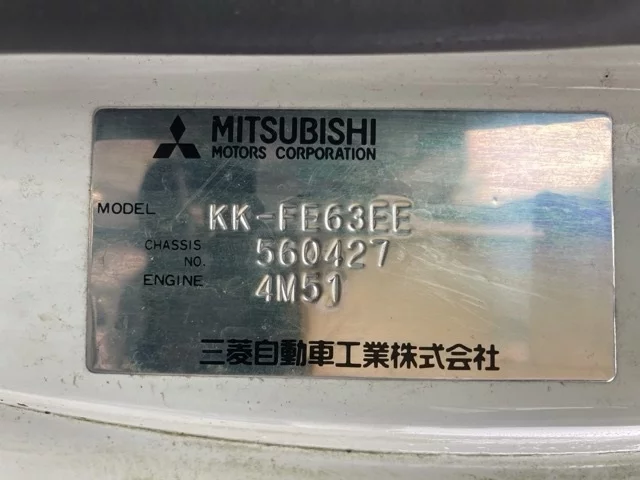 MITSUBISHI
MOTORS CORPORATION
MODEL KK-FE63EE
CHASSIS NO. 560427
ENGINE 4M51
三菱自動車工業株式会社